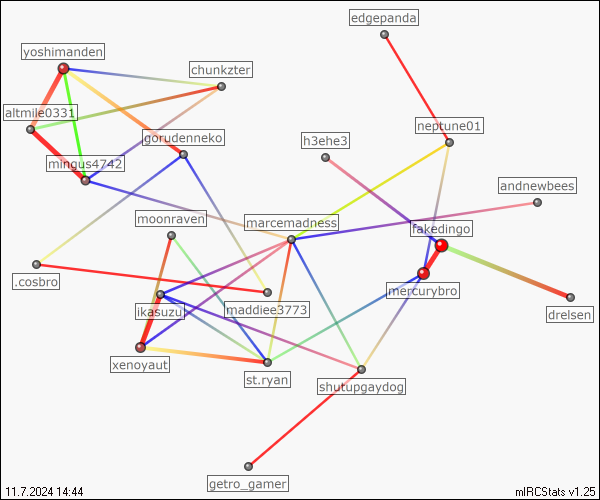 edgepanda
yoshimanden
chunkzter
altmile0331
neptune01
gorudenneko
h3ehe3
mingus4742
andnewbees
moonraven
marcemadness
fakedingo
.cosbro
mercurybro
ikasuzu
maddiee3773
drelsen
xenoyaut
st.ryan
shutupgaydog
getro_gamer
11.7.2024 14:44
mIRCStats v1.25